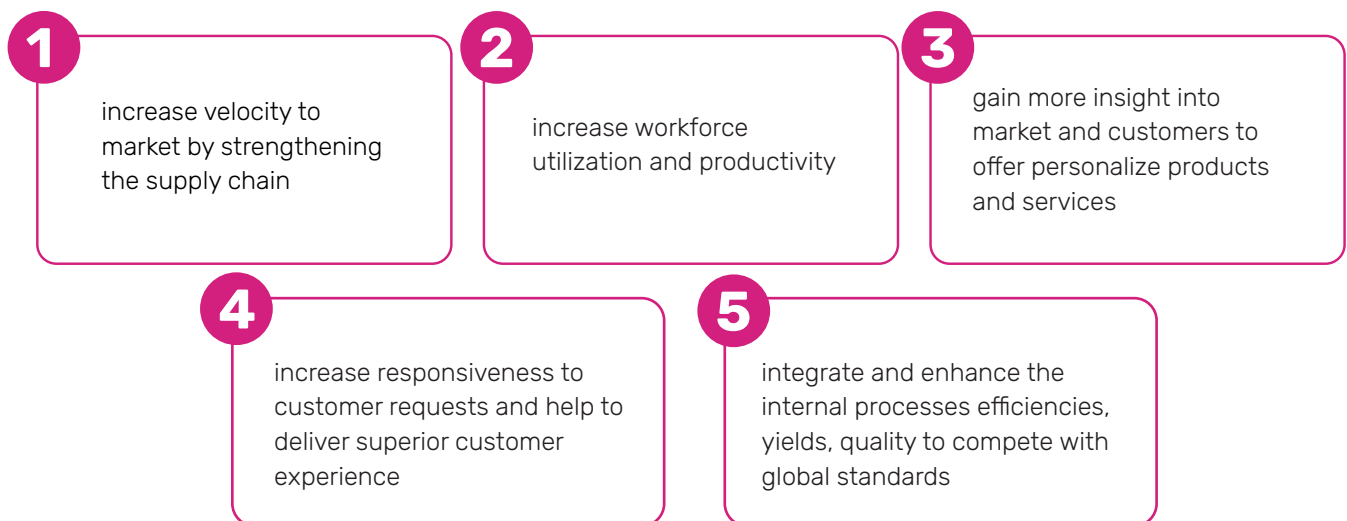 1
increase velocity to
market by strengthening
the supply chain
2
increase workforce
utilization and productivity
3
gain more insight into
market and customers to
offer personalize products
and services
4
increase responsiveness to
customer requests and help to
deliver superior customer
experience
5
integrate and enhance the
internal processes efficiencies,
yields, quality to compete with
global standards